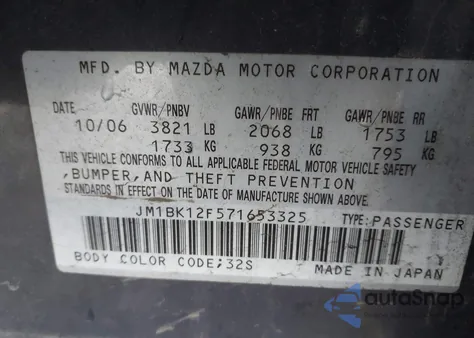 MFD. BY MAZDA MOTOR CORPORATION
DATE GVWR/PNBV GAWR/PNBE FRT GAWR/PNBE RR
10/06 3821 LB 2068 LB 1753 LB
1733 KG 938 KG 795 KG
THIS VEHICLE CONFORMS TO ALL APPLICABLE FEDERAL MOTOR VEHICLE SAFETY
,BUMPER,AND THEFT PREVENTION
STANDARDS IN EFFECT ON THE DATE OF MANUFACTURE SHOWN ABOVE.
JM1BK12F571653325 TYPE:PASSENGER
BODY COLOR CODE;32S MADE IN JAPAN
autoSnap